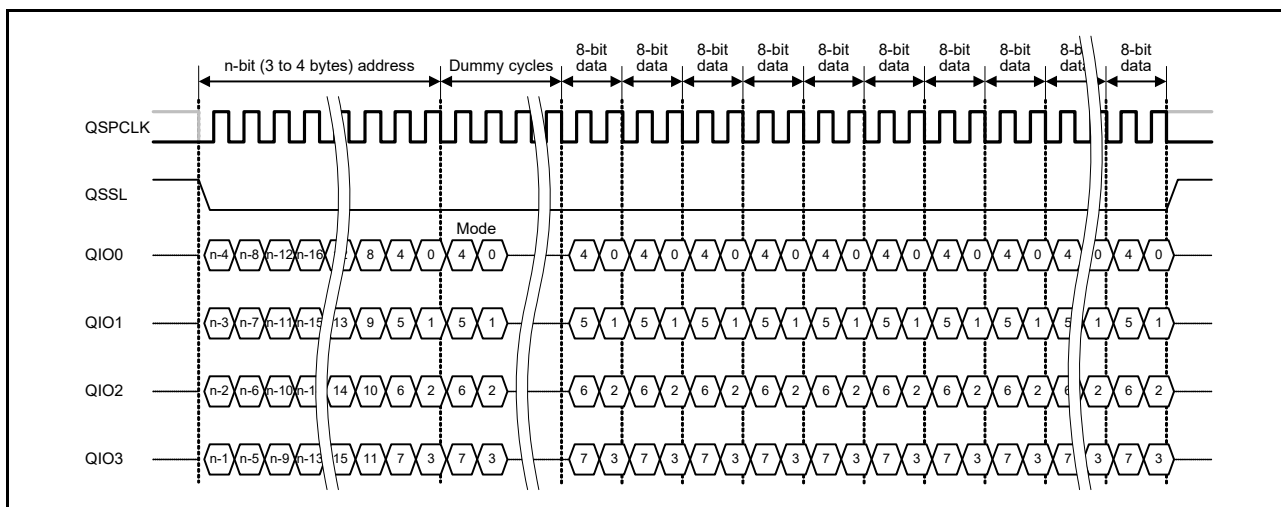 8-bit 8-bit 8-bit 8-bit 8-bit 8-bit 8-bit 8-bit 8-bit
n-bit (3 to 4 bytes) address Dummy cycles data data data data data data data data data data
QSPCLK
QSSL
Mode
QIO0 n-4 n-8 n-12 n-16 8 4 0 4 0 4 0 4 0 4 0 4 0 4 0 4 0 4 0 4 0 4 0 4 0
QIO1 n-3 n-7 n-11 n-15 13 9 5 1 5 1 5 1 5 1 5 1 5 1 5 1 5 1 5 1 5 1 5 1 5 1
QIO2 n-2 n-6 n-10 14 10 6 2 6 2 6 2 6 2 6 2 6 2 6 2 6 2 6 2 6 2 6 2 6 2
QIO3 n-1 n-5 n-9 n-13 15 11 7 3 7 3 7 3 7 3 7 3 7 3 7 3 7 3 7 3 7 3 7 3 7 3